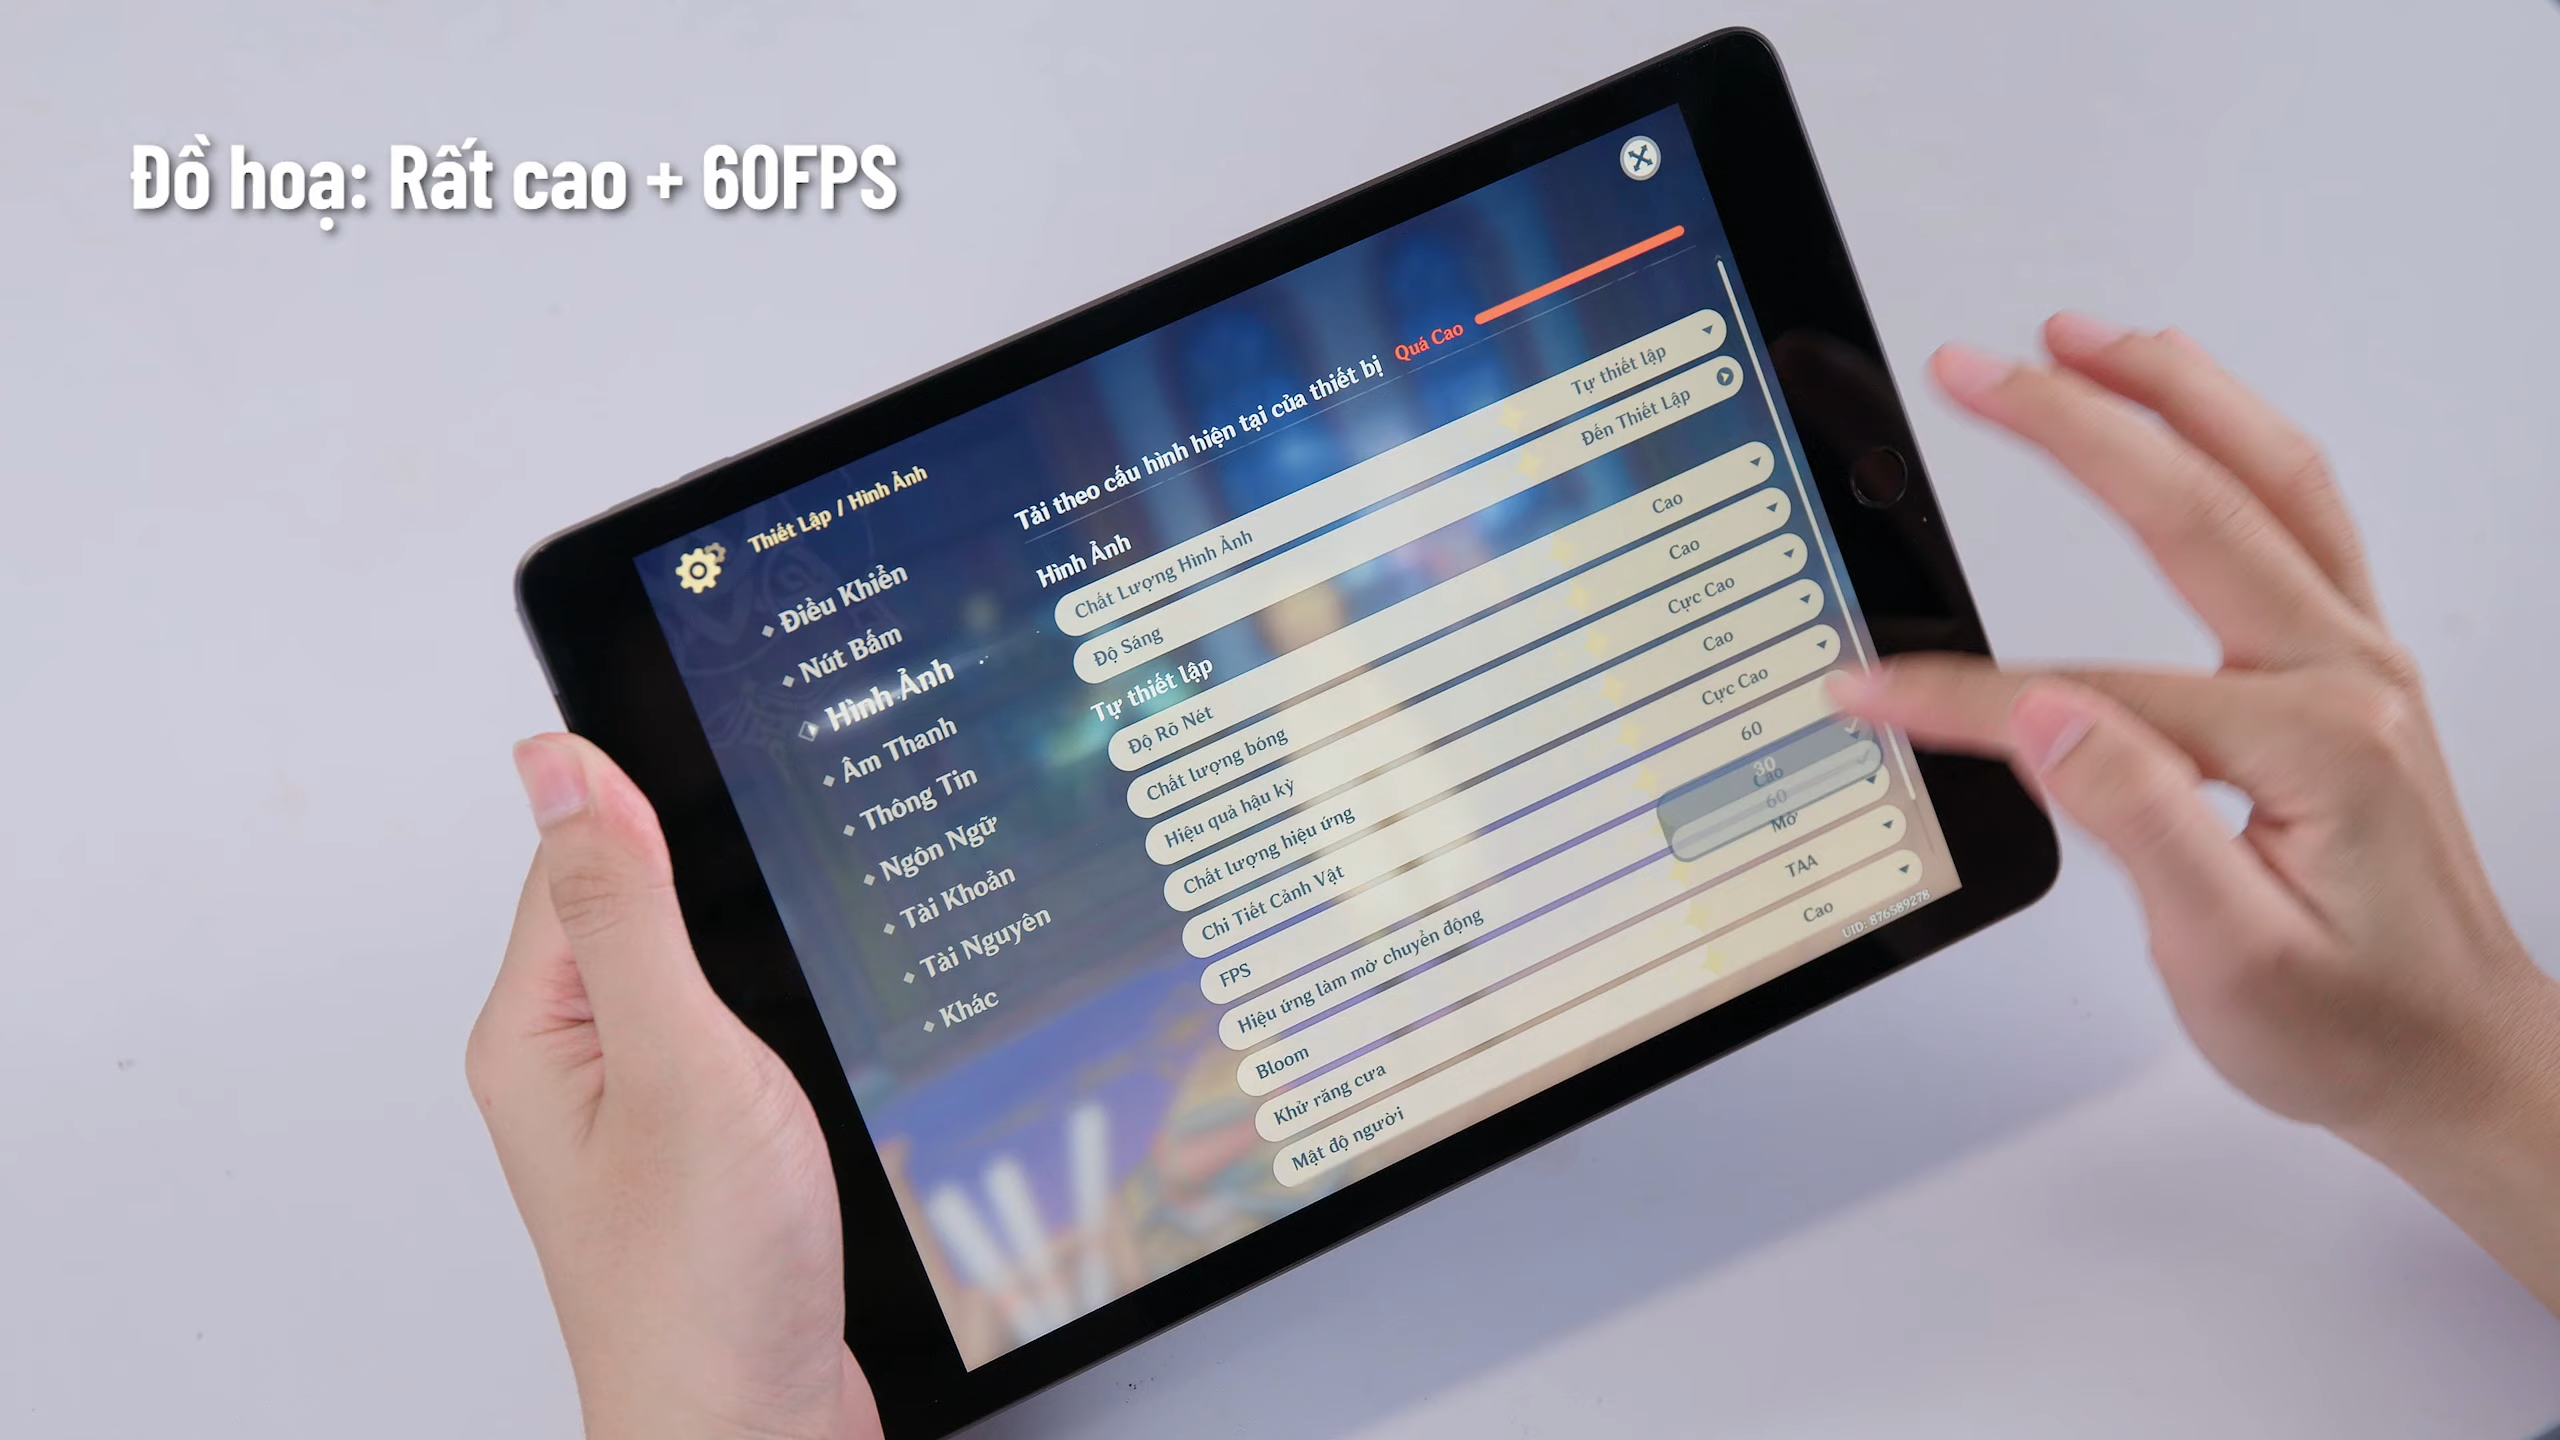 Đồ hoạ: Rất cao + 60FPS
Thiết Lập / Hình Ảnh
Điều Khiển
Nút Bấm
Hình Ảnh
Âm Thanh
Thông Tin
Ngôn Ngữ
Tài Khoản
Tài Nguyên
Khác
Tải theo cấu hình hiện tại của thiết bị Quá Cao
Hình Ảnh
Chất Lượng Hình Ảnh Tự thiết lập
Độ Sáng Đến Thiết Lập
Tự thiết lập
Độ Rõ Nét Cao
Chất lượng bóng Cao
Hiệu quả hậu kỳ Cực Cao
Chất lượng hiệu ứng Cao
Chi Tiết Cảnh Vật Cực Cao
FPS 60
30
Hiệu ứng làm mờ chuyển động Cao
60
Bloom Mở
Khử răng cưa TAA
Mật độ người Cao
UID: 876589278